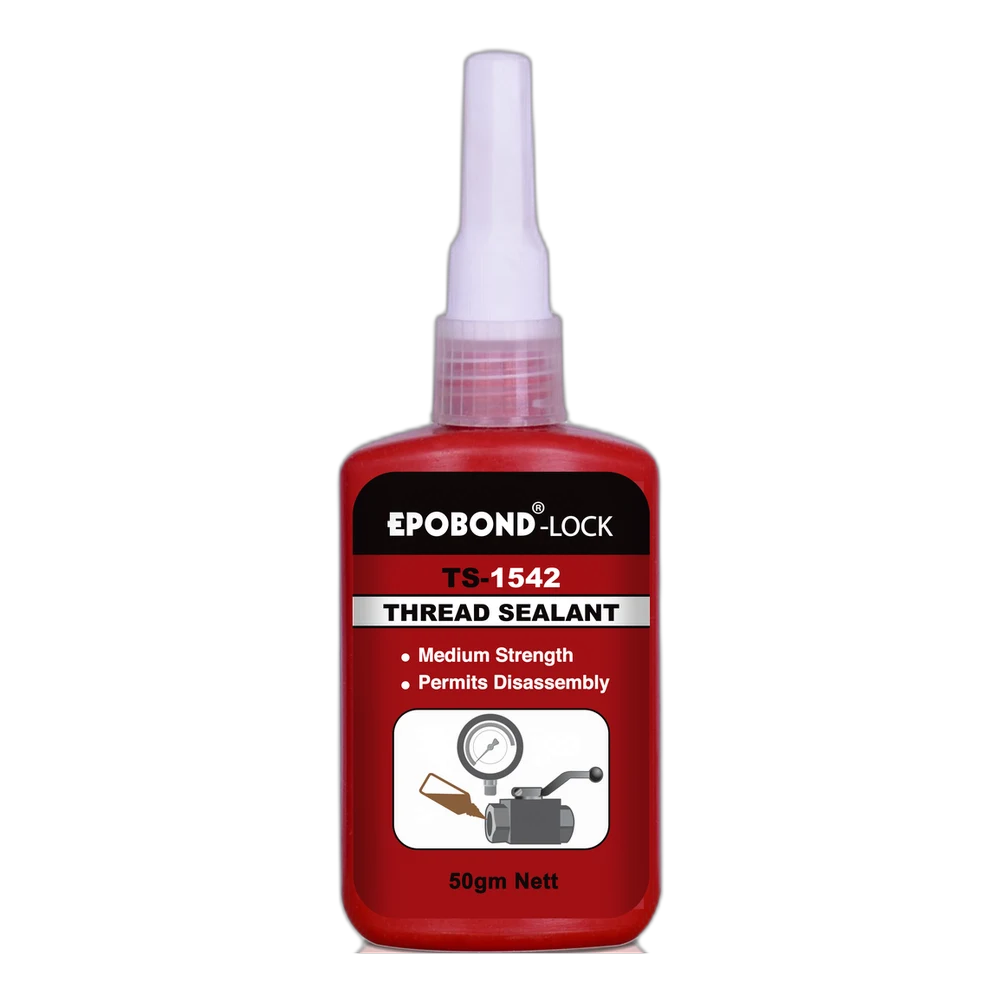 EPOBOND®-LOCK
TS-1542
THREAD SEALANT
• Medium Strength
• Permits Disassembly
50gm Nett